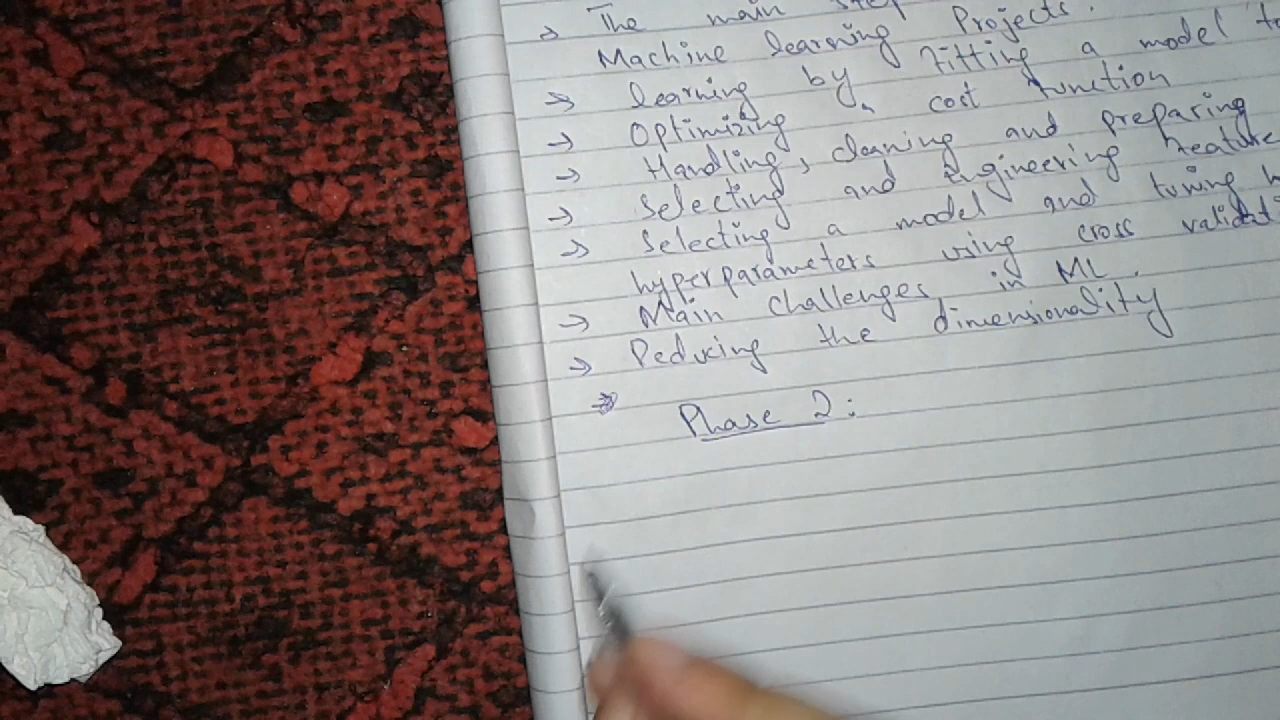 → The main
Machine learning Projects.
→ learning by fitting a model to
→ Optimizing a cost function
→ Handling, cleaning and preparing
→ Selecting and engineering feature
→ Selecting a model and tuning
hyperparameters using cross
→ Main challenges in ML.
→ Reducing the dimensionality
Phase 2: